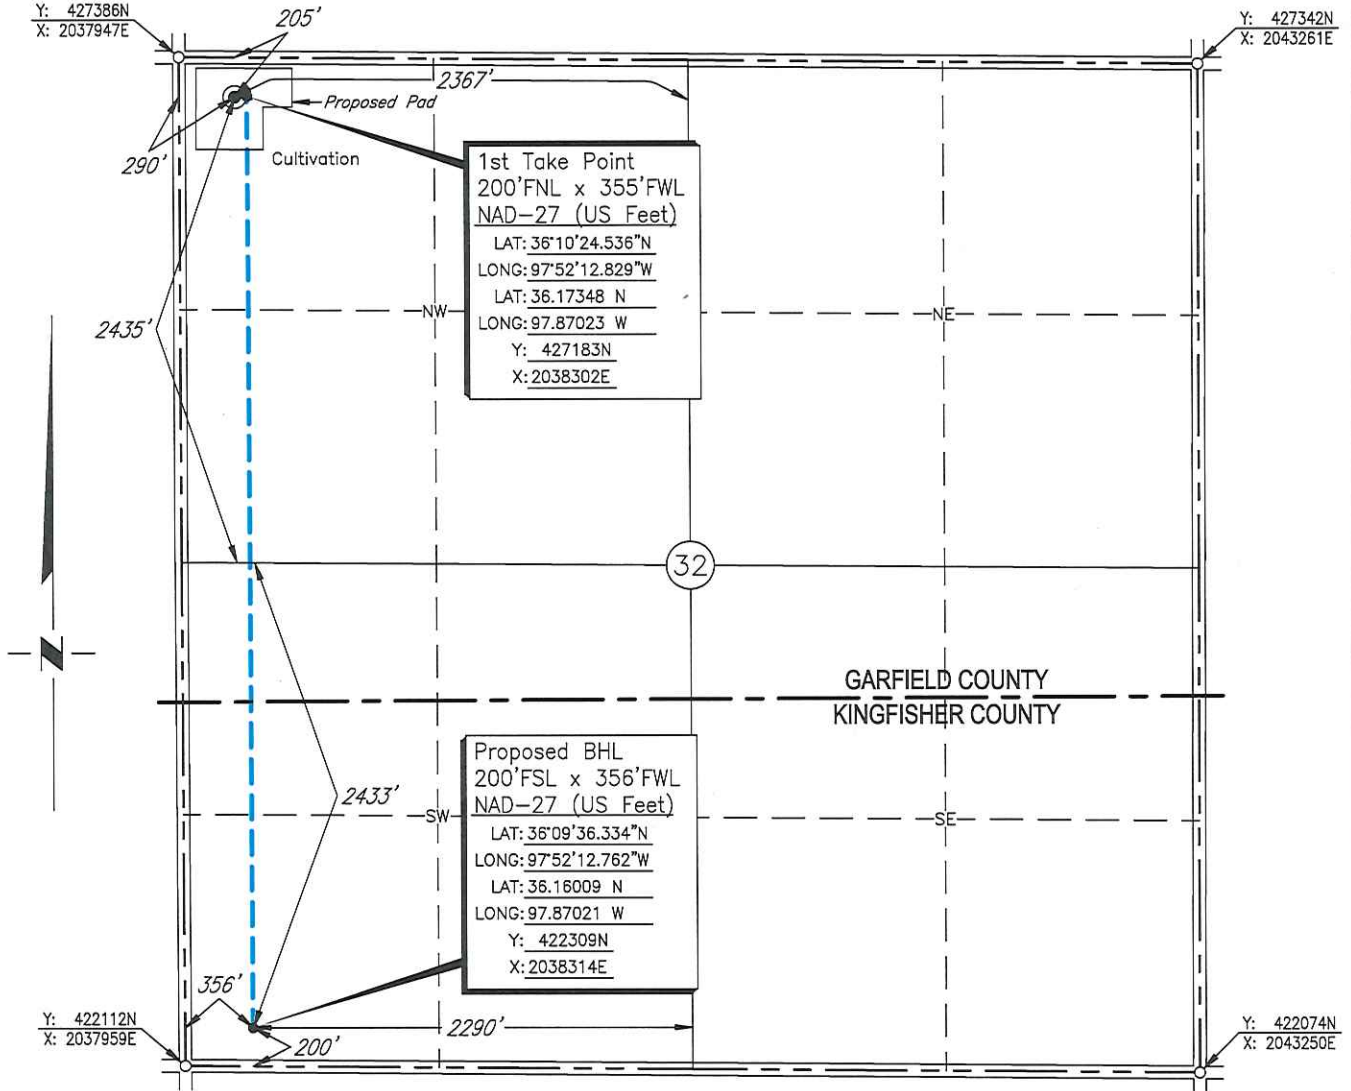 Y: 427386N
X: 2037947E
205'
Y: 427342N
X: 2043261E
2367'
Proposed Pad
290'
Cultivation
1st Take Point
200'FNL x 355'FWL
NAD-27 (US Feet)
LAT: 36°10'24.536"N
LONG: 97°52'12.829"W
LAT: 36.17348 N
LONG: 97.87023 W
Y: 427183N
X: 2038302E
NW
NE
2435'
32
N
GARFIELD COUNTY
KINGFISHER COUNTY
Proposed BHL
200'FSL x 356'FWL
NAD-27 (US Feet)
LAT: 36°09'36.334"N
LONG: 97°52'12.762"W
LAT: 36.16009 N
LONG: 97.87021 W
Y: 422309N
X: 2038314E
2433'
SW
SE
356'
2290'
200'
Y: 422112N
X: 2037959E
Y: 422074N
X: 2043250E